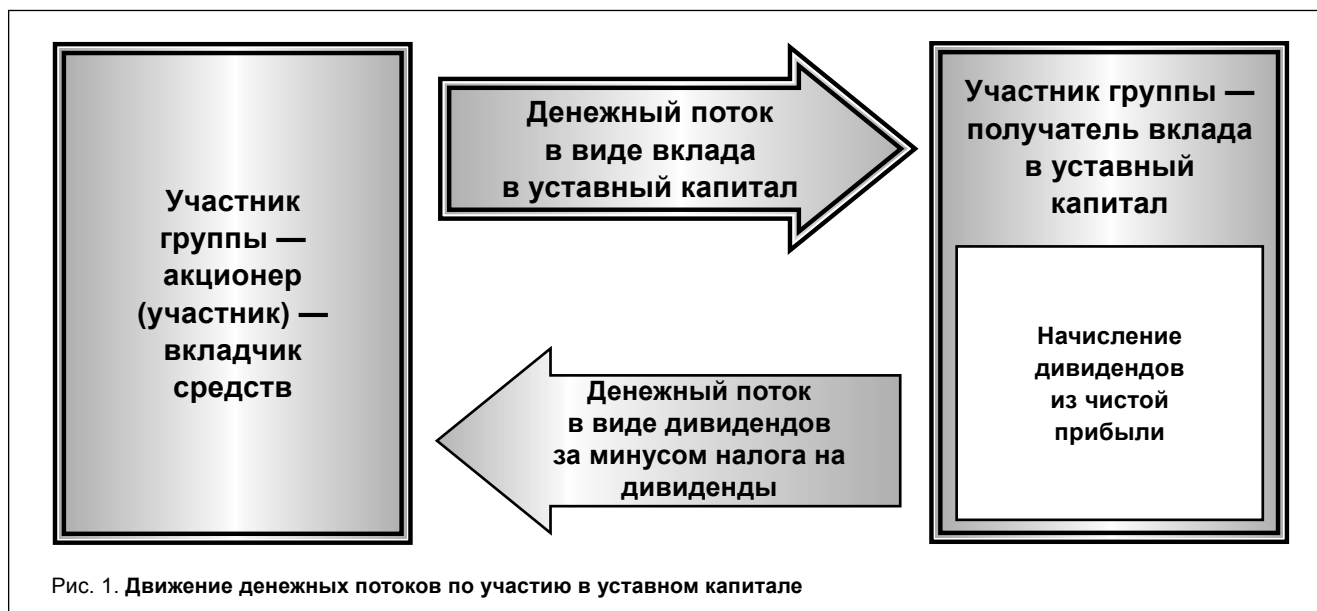 Участник
группы —
акционер
(участник) —
вкладчик
средств
Денежный поток
в виде вклада
в уставный капитал
Участник группы —
получатель вклада
в уставный
капитал
Начисление
дивидендов
из чистой
прибыли
Денежный поток
в виде дивидендов
за минусом налога на
дивиденды
Рис. 1. Движение денежных потоков по участию в уставном капитале